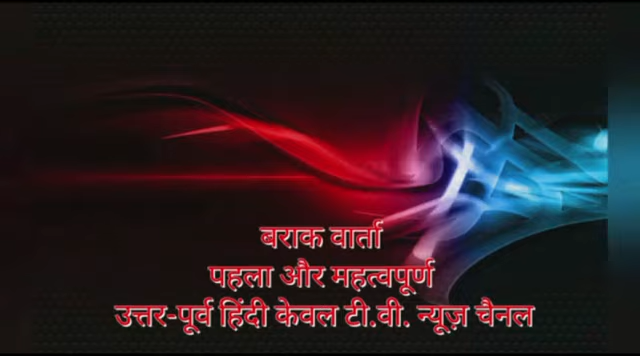 बराक वार्ता
पहला और महत्वपूर्ण
उत्तर-पूर्व हिंदी केवल टी.वी. न्यूज़ चैनल